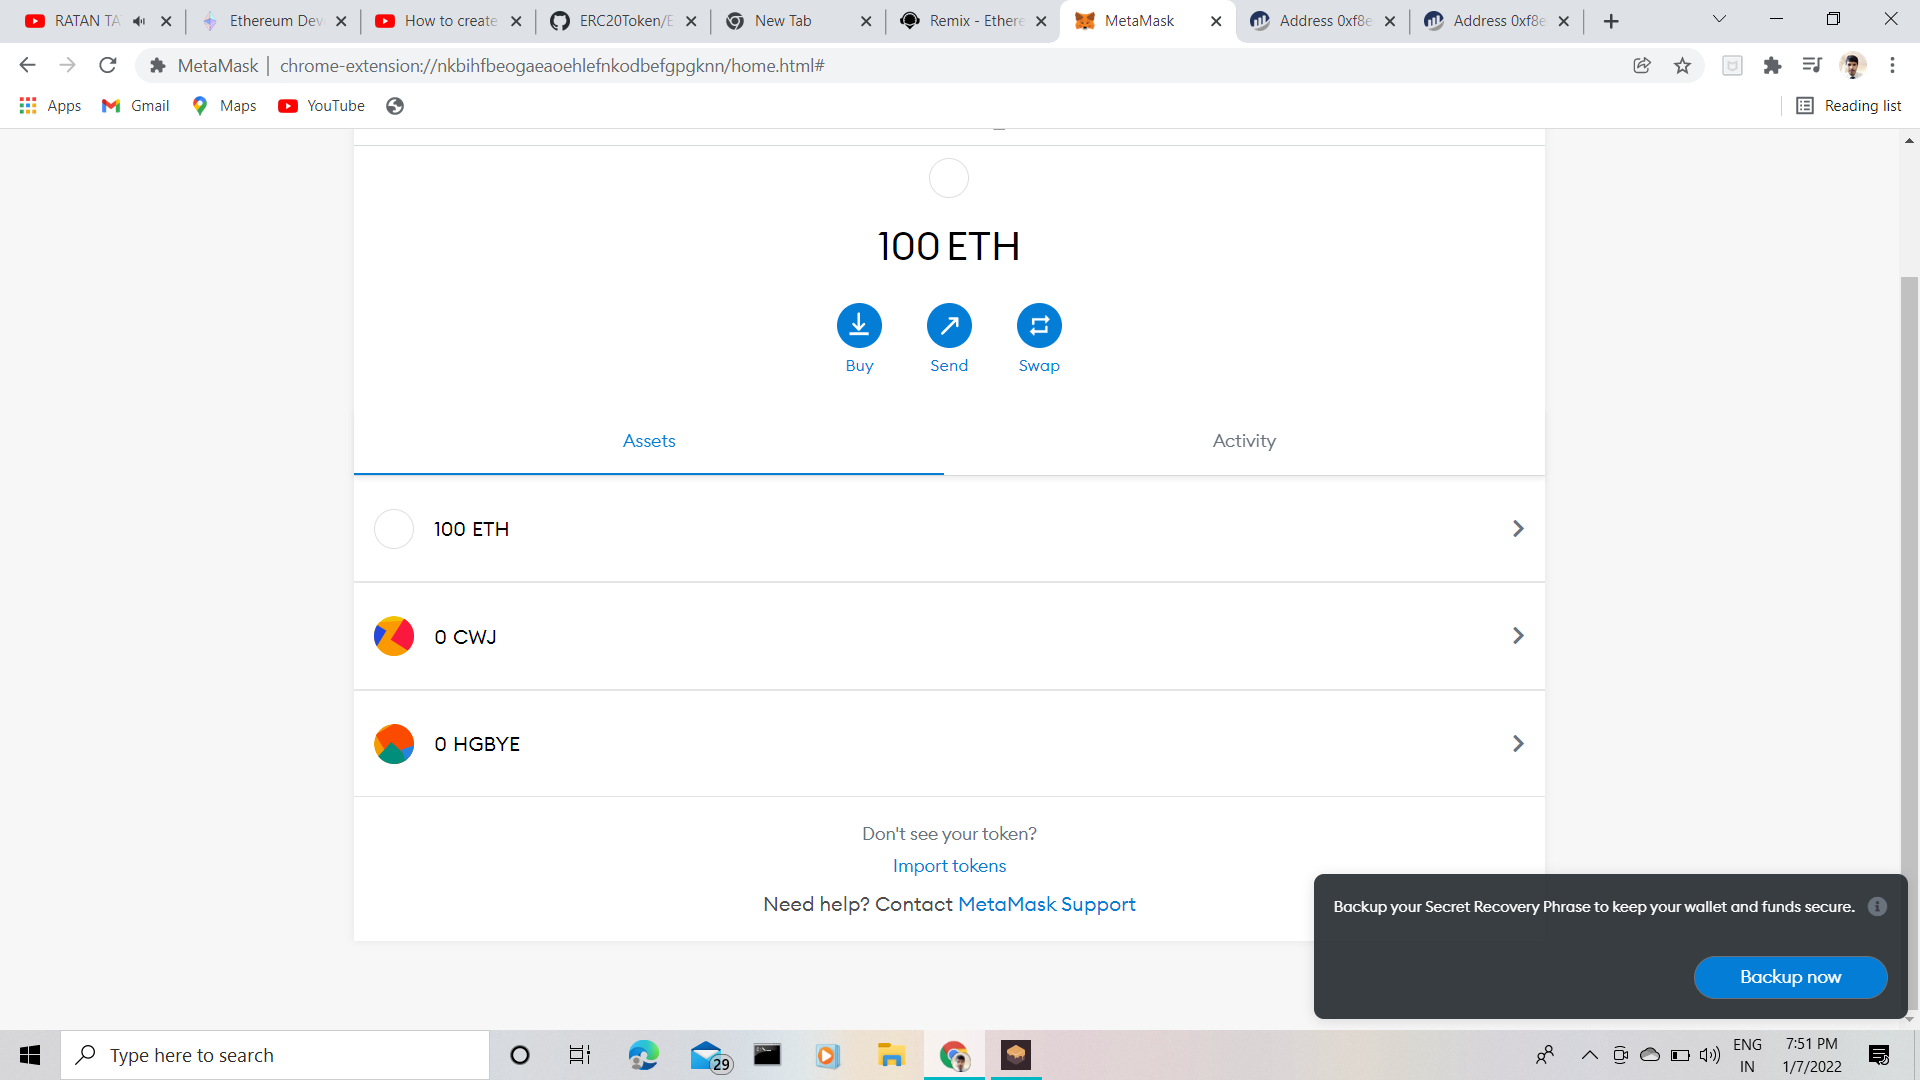 RATAN TA
Ethereum Dev
How to create
ERC20Token/E
New Tab
Remix - Ethere
MetaMask
Address 0xf8e
Address 0xf8e
MetaMask | chrome-extension://nkbihfbeogaeaoehlefnkodbefgpgknn/home.html#
Apps
Gmail
Maps
YouTube
Reading list
100 ETH
Buy
Send
Swap
Assets
Activity
100 ETH
0 CWJ
0 HGBYE
Don't see your token?
Import tokens
Need help? Contact MetaMask Support
Backup your Secret Recovery Phrase to keep your wallet and funds secure.
Backup now
Type here to search
29
ENG
IN
7:51 PM
1/7/2022